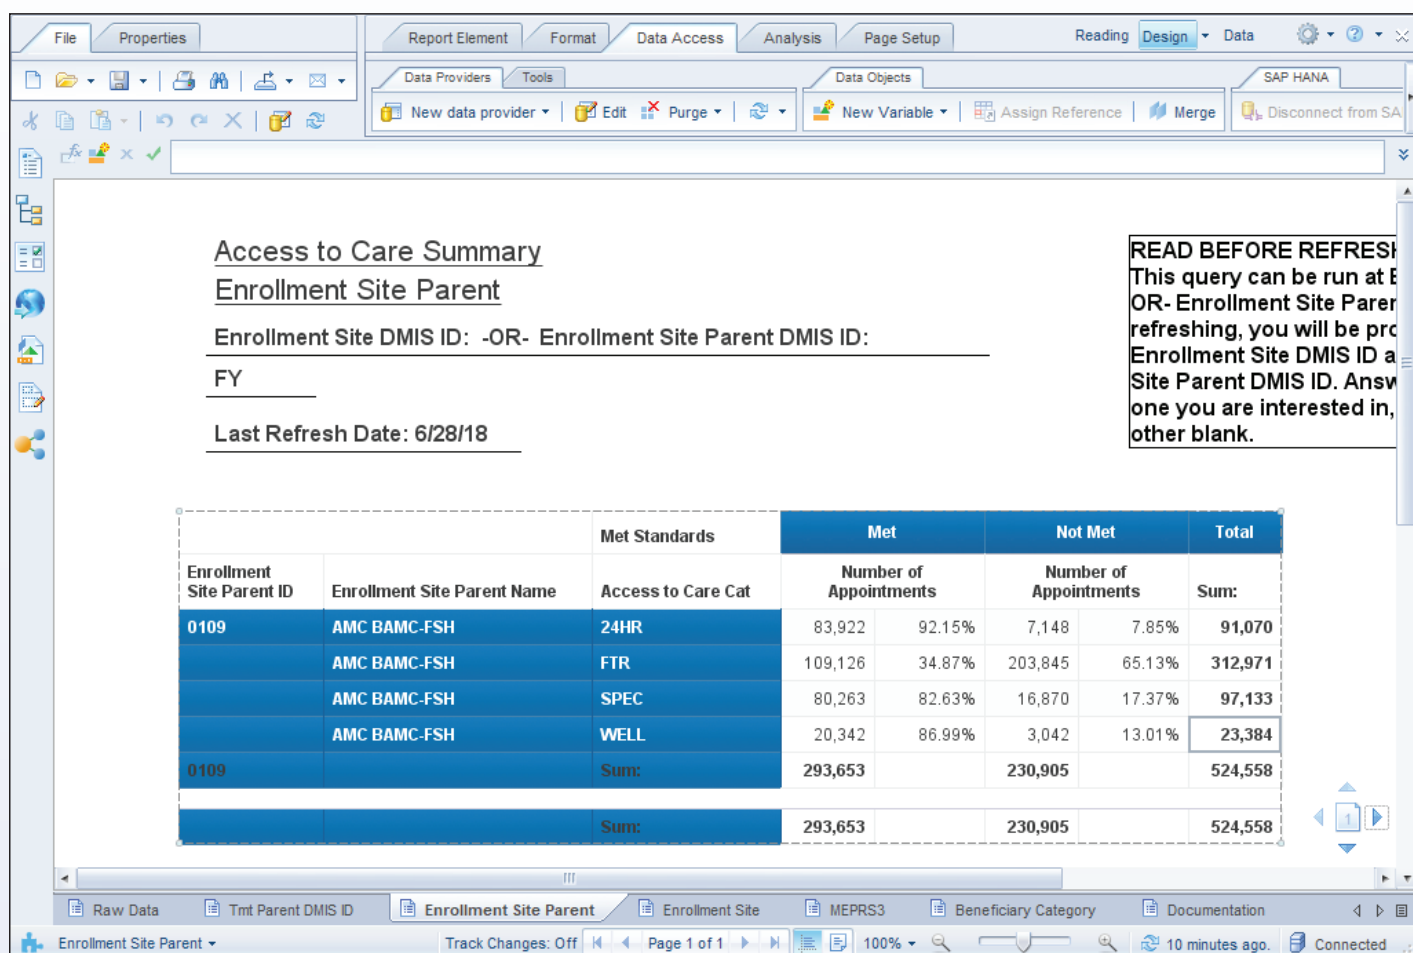 File Properties Report Element Format Data Access Analysis Page Setup Reading Design Data
Data Providers Tools Data Objects SAP HANA
New data provider Edit Purge New Variable Assign Reference Merge Disconnect from SA
Access to Care Summary
Enrollment Site Parent
Enrollment Site DMIS ID: -OR- Enrollment Site Parent DMIS ID:
FY
Last Refresh Date: 6/28/18
READ BEFORE REFRESH
This query can be run at E
OR- Enrollment Site Paren
refreshing, you will be pro
Enrollment Site DMIS ID a
Site Parent DMIS ID. Answ
one you are interested in,
other blank.
Met Standards Met Not Met Total
Enrollment Site Parent ID Enrollment Site Parent Name Access to Care Cat Number of Appointments Number of Appointments Sum:
0109 AMC BAMC-FSH 24HR 83,922 92.15% 7,148 7.85% 91,070
AMC BAMC-FSH FTR 109,126 34.87% 203,845 65.13% 312,971
AMC BAMC-FSH SPEC 80,263 82.63% 16,870 17.37% 97,133
AMC BAMC-FSH WELL 20,342 86.99% 3,042 13.01% 23,384
0109 Sum: 293,653 230,905 524,558
Sum: 293,653 230,905 524,558
1
Raw Data Tmt Parent DMIS ID Enrollment Site Parent Enrollment Site MEPRS3 Beneficiary Category Documentation
Enrollment Site Parent Track Changes: Off Page 1 of 1 100% 10 minutes ago. Connected